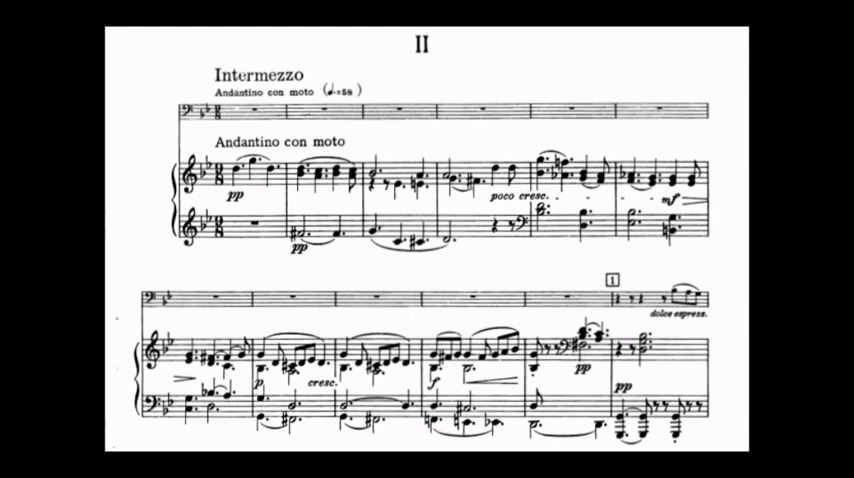 II
Intermezzo
Andantino con moto (♩.=58)
Andantino con moto
pp
poco cresc.
mf
pp
1
dolce espress.
p cresc. f pp
pp